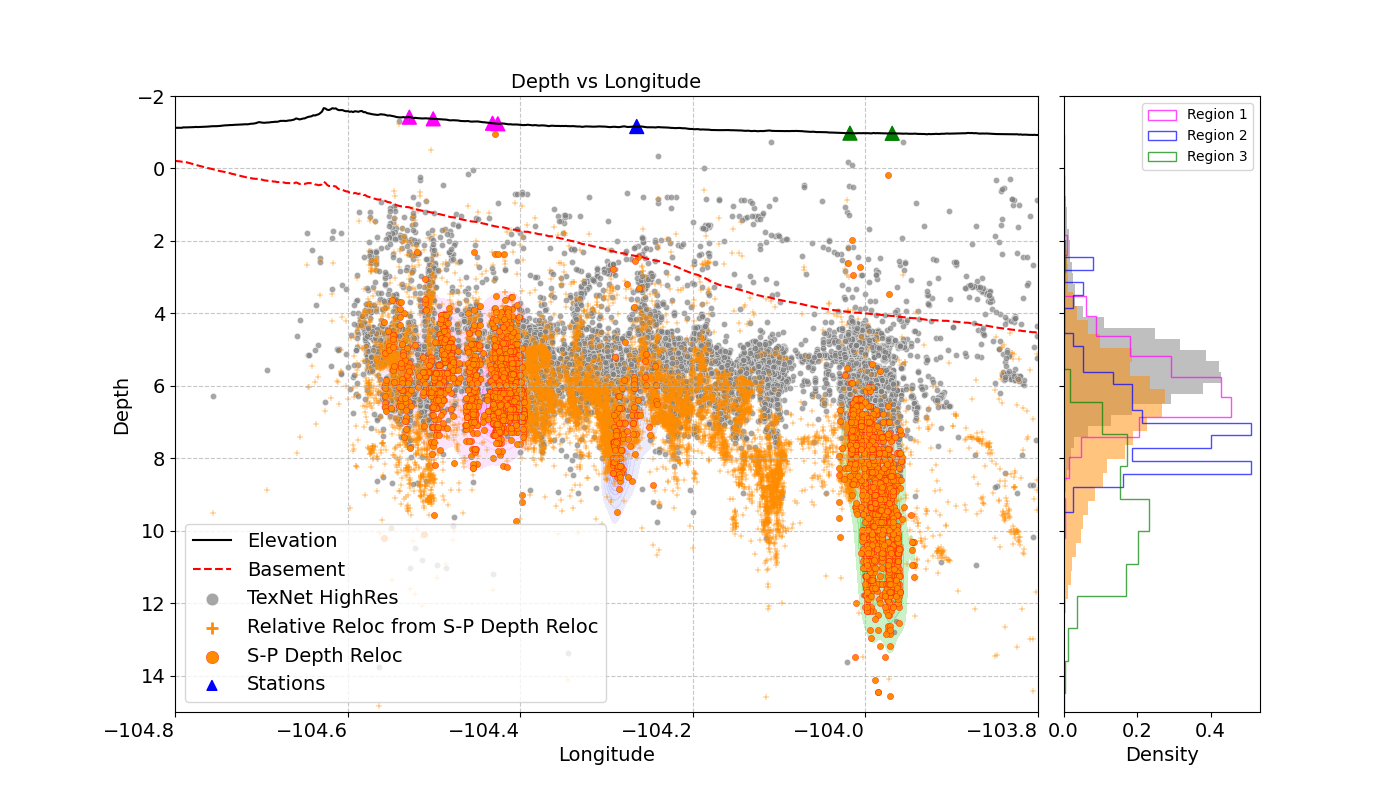 Depth vs Longitude
−2
0
2
4
6
8
10
12
14
Depth
−104.8
−104.6
−104.4
−104.2
−104.0
−103.8
Longitude
Elevation
Basement
TexNet HighRes
Relative Reloc from S-P Depth Reloc
S-P Depth Reloc
Stations
Region 1
Region 2
Region 3
0.0
0.2
0.4
Density